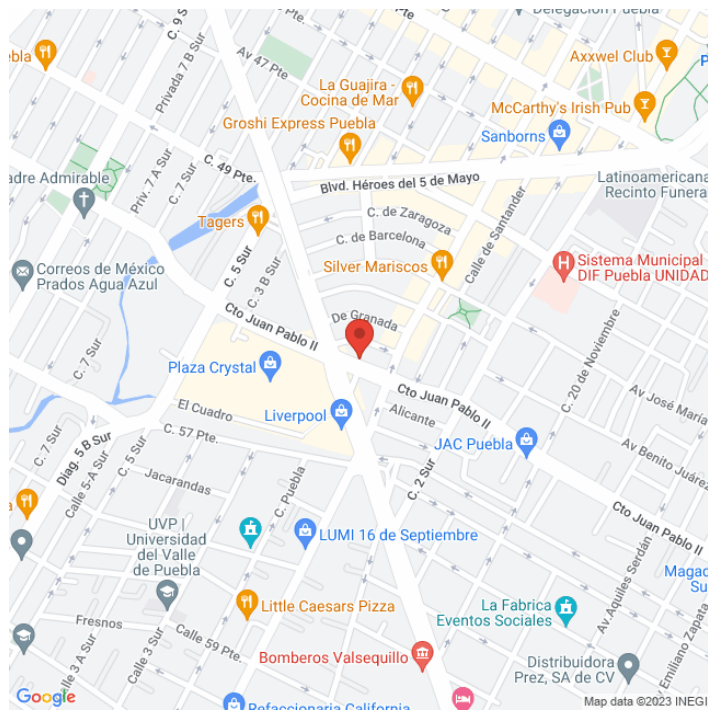 Delegación Puebla
C. 9 Sur
Privada 7 B Sur
Av 47 Pte
Axxwel Club
La Guajira -
Cocina de Mar
McCarthy's Irish Pub
Groshi Express Puebla
Sanborns
C. 49 Pte.
Blvd. Héroes del 5 de Mayo
adre Admirable
Priv. 7 A Sur
C. 7 Sur
Latinoamericana
Recinto Funera
Tagers
C. de Zaragoza
C. de Barcelona
Calle de Santander
Silver Mariscos
Sistema Municipal
DIF Puebla UNIDAD
Correos de México
Prados Agua Azul
C. 5 Sur
C. 3 B Sur
Cto Juan Pablo II
De Granada
C. 20 de Noviembre
C. 7 Sur
Plaza Crystal
Cto Juan Pablo II
Av José María
El Cuadro
Liverpool
Alicante
C. 57 Pte.
JAC Puebla
Av Benito Juárez
Diag. 5 B Sur
C. 7 Sur
Calle 5-A Sur
C. 5 Sur
Jacarandas
C. Puebla
C. 2 Sur
Cto Juan Pablo II
UVP |
Universidad
del Valle
de Puebla
LUMI 16 de Septiembre
Av. Aquiles Serdán
Magac
Su
Little Caesars Pizza
La Fabrica
Eventos Sociales
Fresnos
Calle 59 Pte.
Calle 3 A Sur
Calle 3 Sur
Bomberos Valsequillo
Distribuidora
Prez, SA de CV
Emiliano Zapata
Refaccionaria California
Google
Map data ©2023 INEGI